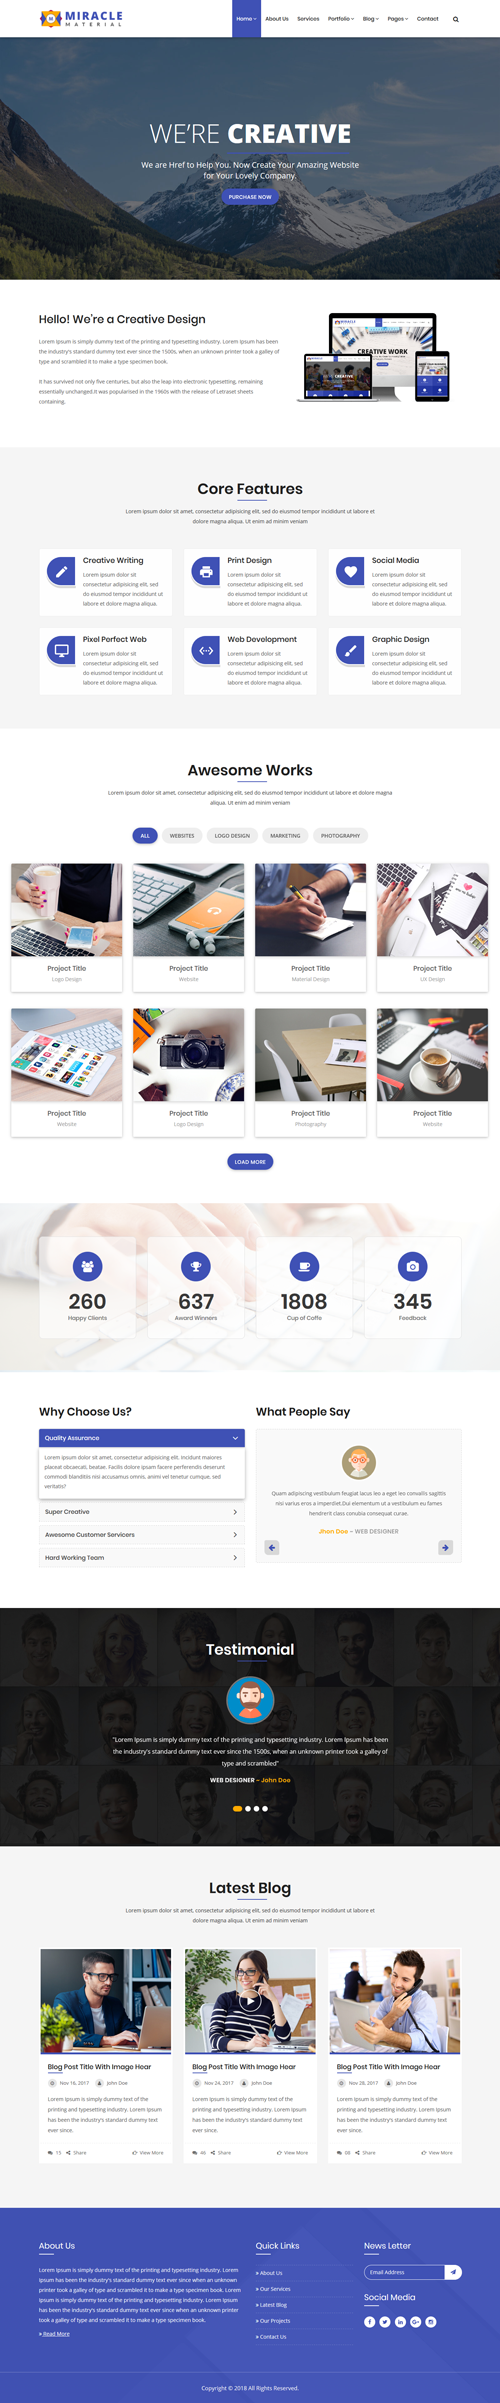 MIRACLE
MATERIAL
Home About Us Services Portfolio Blog Pages Contact
WE'RE CREATIVE
We are Href to Help You. Now Create Your Amazing Website
for Your Lovely Company.
PURCHASE NOW
Hello! We're a Creative Design
Lorem Ipsum is simply dummy text of the printing and typesetting industry. Lorem Ipsum has been
the industry's standard dummy text ever since the 1500s, when an unknown printer took a galley of
type and scrambled it to make a type specimen book.
It has survived not only five centuries, but also the leap into electronic typesetting, remaining
essentially unchanged.it was popularised in the 1960s with the release of Letraset sheets
containing.
CREATIVE WORK
CREATIVE
Core Features
Lorem ipsum dolor sit amet, consectetur adipisicing elit, sed do eiusmod tempor incididunt ut labore et
dolore magna aliqua. Ut enim ad minim veniam
Creative Writing
Lorem ipsum dolor sit
consectetur adipisicing elit, sed
do eiusmod tempor incididunt ut
labore et dolore magna aliqua.
Print Design
Lorem ipsum dolor sit
consectetur adipisicing elit, sed
do eiusmod tempor incididunt ut
labore et dolore magna aliqua.
Social Media
Lorem ipsum dolor sit
consectetur adipisicing elit, sed
do eiusmod tempor incididunt ut
labore et dolore magna aliqua.
Pixel Perfect Web
Lorem ipsum dolor sit
consectetur adipisicing elit, sed
do eiusmod tempor incididunt ut
labore et dolore magna aliqua.
Web Development
Lorem ipsum dolor sit
consectetur adipisicing elit, sed
do eiusmod tempor incididunt ut
labore et dolore magna aliqua.
Graphic Design
Lorem ipsum dolor sit
consectetur adipisicing elit, sed
do eiusmod tempor incididunt ut
labore et dolore magna aliqua.
Awesome Works
Lorem ipsum dolor sit amet, consectetur adipisicing elit, sed do eiusmod tempor incididunt ut labore et dolore magna
aliqua. Ut enim ad minim veniam
ALL WEBSITES LOGO DESIGN MARKETING PHOTOGRAPHY
Project Title
Logo Design
Project Title
Website
Project Title
Material Design
Project Title
UX Design
Project Title
Website
Project Title
Logo Design
Project Title
Photography
Project Title
Website
LOAD MORE
260
Happy Clients
637
Award Winners
1808
Cup of Coffe
345
Feedback
Why Choose Us?
Quality Assurance
Lorem ipsum dolor sit amet, consectetur adipisicing elit. Incidunt maiores
placeat obcaecati, beatae. Facilis dolore ipsam facere perferendis deserunt
commodi blanditiis nisi accusamus omnis, animi vel tenetur cumque, sed
veritatis?
Super Creative
Awesome Customer Servicers
Hard Working Team
What People Say
Quam adipiscing vestibulum feugiat lacus leo a eget leo convallis sagittis
nisi varius eros a imperdiet.Dui elementum ut a vestibulum eu fames
hendrerit class conubia consequat curae.
Jhon Doe – WEB DESIGNER
Testimonial
"Lorem Ipsum is simply dummy text of the printing and typesetting industry. Lorem Ipsum has been
the industry's standard dummy text ever since the 1500s, when an unknown printer took a galley of
type and scrambled"
WEB DESIGNER – John Doe
Latest Blog
Lorem ipsum dolor sit amet, consectetur adipisicing elit, sed do eiusmod tempor incididunt ut labore et
dolore magna aliqua. Ut enim ad minim veniam
Blog Post Title With Image Hear
Nov 16, 2017 John Doe
Lorem Ipsum is simply dummy text of the
printing and typesetting industry. Lorem Ipsum
has been the industry's standard dummy text
ever since.
15 Share View More
Blog Post Title With Image Hear
Nov 24, 2017 John Doe
Lorem Ipsum is simply dummy text of the
printing and typesetting industry. Lorem Ipsum
has been the industry's standard dummy text
ever since.
46 Share View More
Blog Post Title With Image Hear
Nov 28, 2017 John Doe
Lorem Ipsum is simply dummy text of the
printing and typesetting industry. Lorem Ipsum
has been the industry's standard dummy text
ever since.
08 Share View More
About Us
Lorem Ipsum is simply dummy text of the printing and typesetting industry. Lorem
Ipsum has been the industry's standard dummy text ever since when an unknown
printer took a galley of type and scrambled it to make a type specimen book. Lorem
Ipsum is simply dummy text of the printing and typesetting industry. Lorem Ipsum
has been the industry's standard dummy text ever since the when an unknown
printer took a galley of type and scrambled it to make a type specimen book.
» Read More
Quick Links
» About Us
» Our Services
» Latest Blog
» Our Projects
» Contact Us
News Letter
Email Address
Social Media
Copyright © 2018 All Rights Reserved.